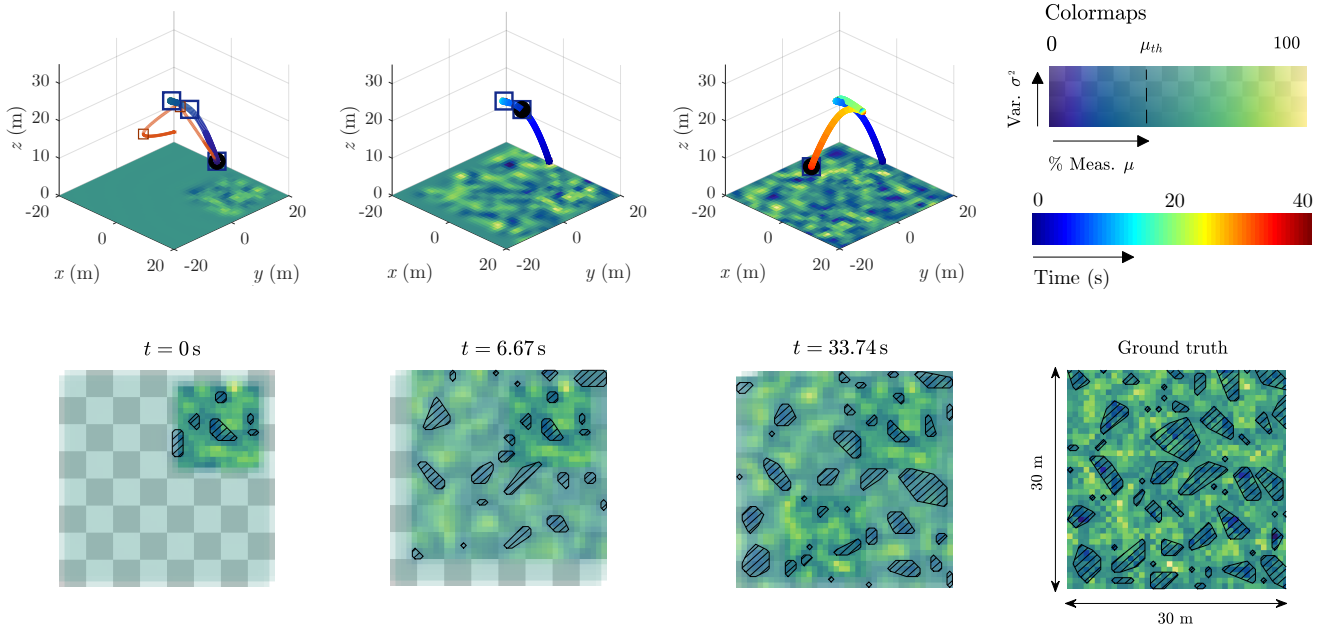 Colormaps
0 μth 100
Var. σ²
% Meas. μ
0 20 40
Time (s)
z (m)
30
20
10
0
-20
0
20
x (m)
-20
0
20
y (m)
z (m)
30
20
10
0
-20
0
20
x (m)
-20
0
20
y (m)
z (m)
30
20
10
0
-20
0
20
x (m)
-20
0
20
y (m)
t = 0 s
t = 6.67 s
t = 33.74 s
Ground truth
30 m
30 m